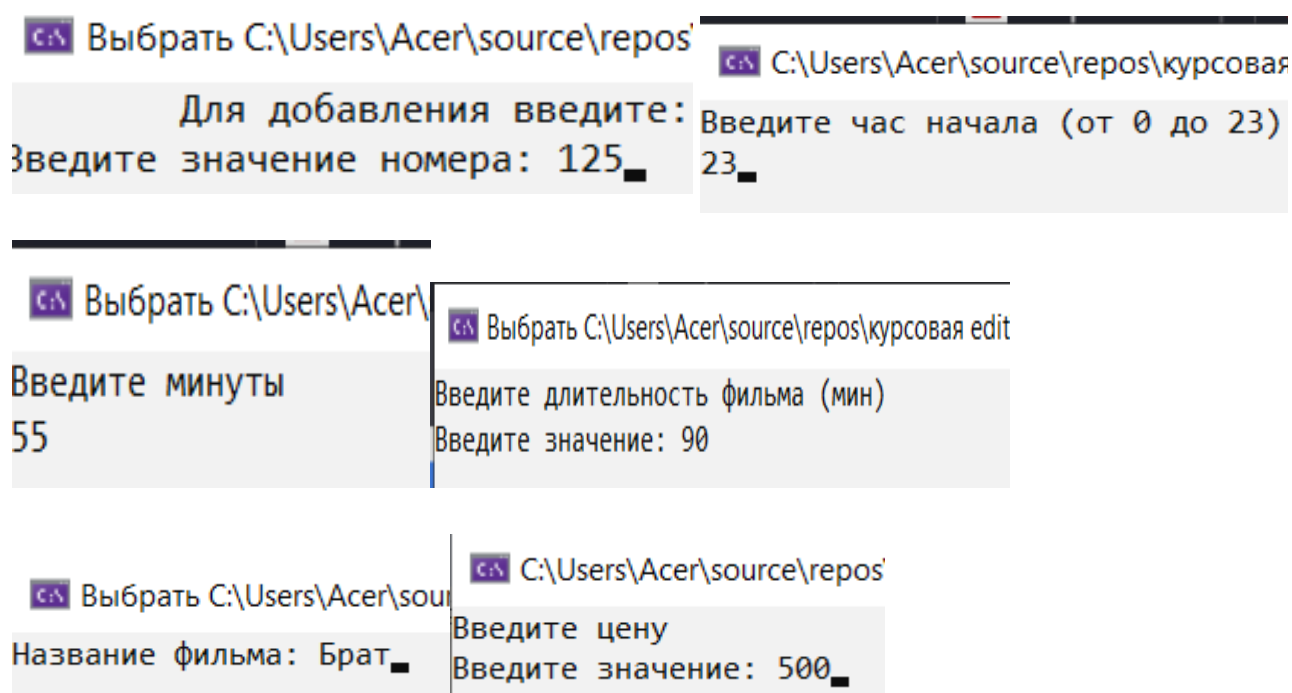 Выбрать C:\Users\Acer\source\repos\
Для добавления введите:
Введите значение номера: 125
C:\Users\Acer\source\repos\курсовая
Введите час начала (от 0 до 23)
23
Выбрать C:\Users\Acer\
Введите минуты
55
Выбрать C:\Users\Acer\source\repos\курсовая edit
Введите длительность фильма (мин)
Введите значение: 90
Выбрать C:\Users\Acer\sour
Название фильма: Брат
C:\Users\Acer\source\repos\
Введите цену
Введите значение: 500